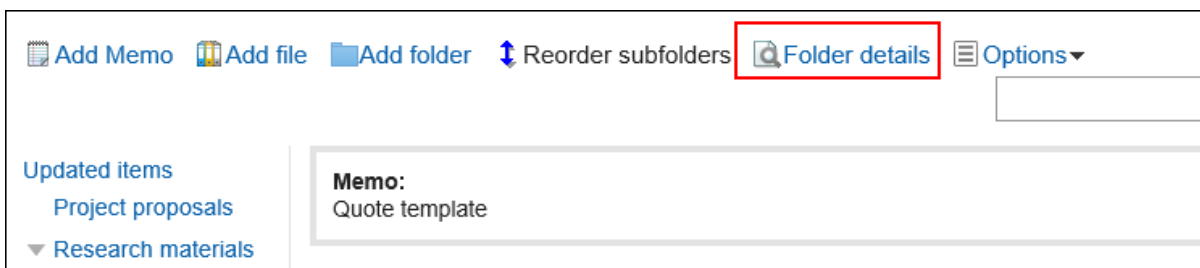 Add Memo Add file Add folder Reorder subfolders Folder details Options
Updated items
Project proposals
Research materials
Memo:
Quote template